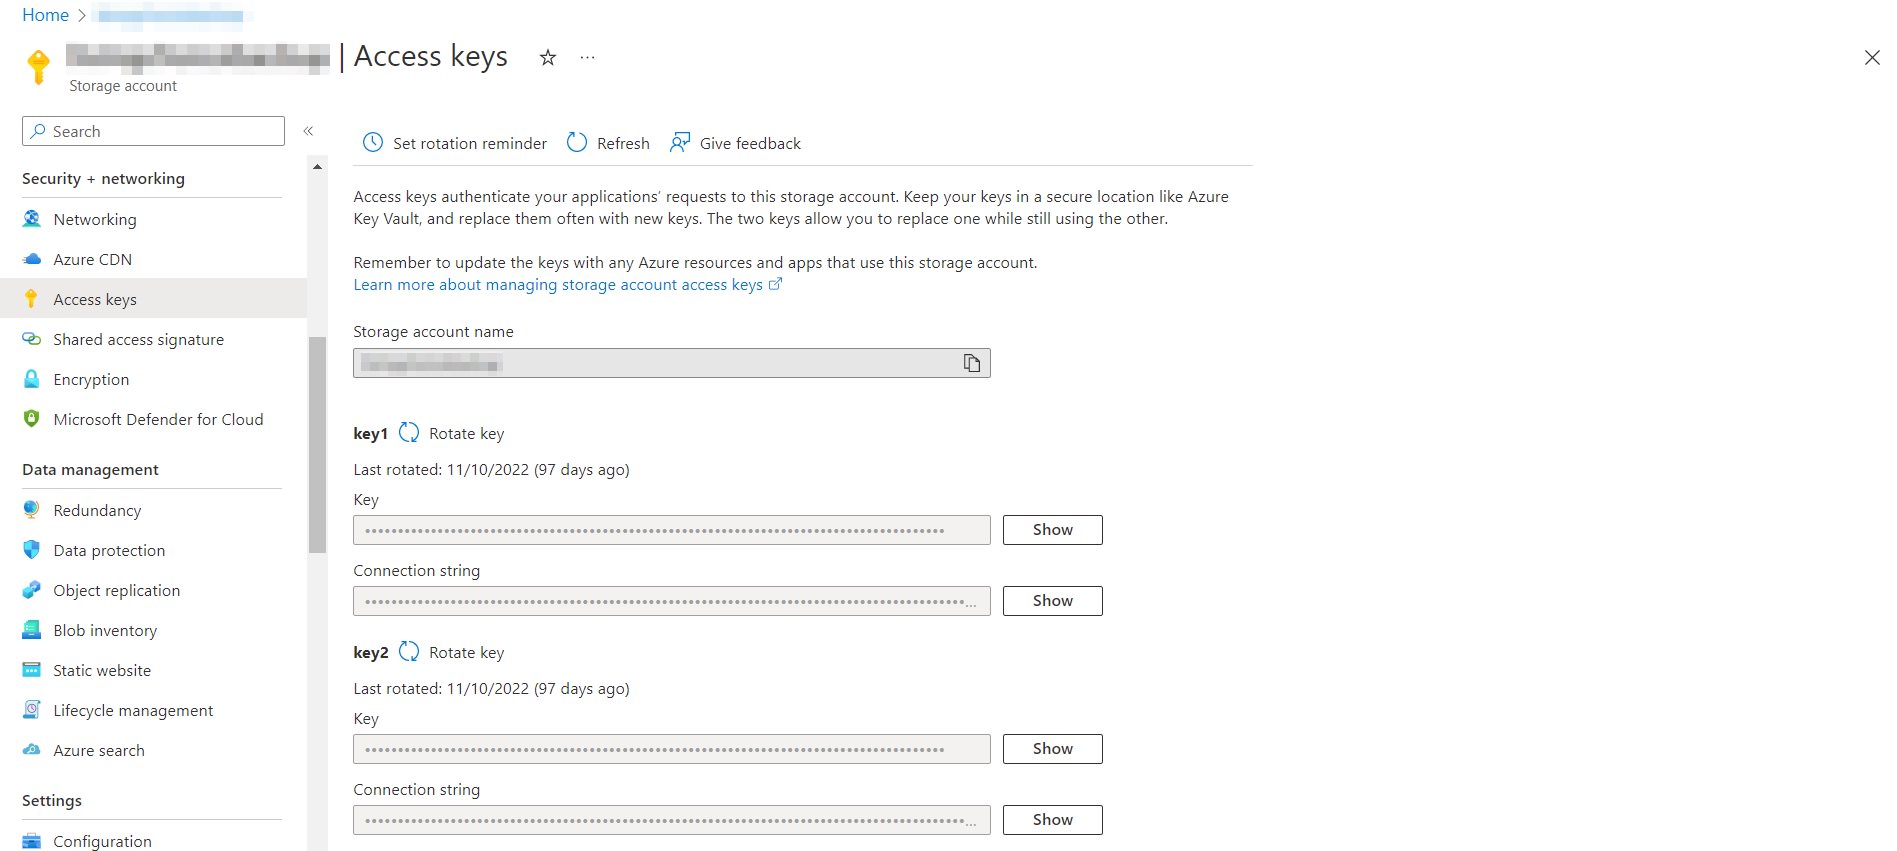 Home
| Access keys
Storage account
Search
Set rotation reminder Refresh Give feedback
Security + networking
Networking
Azure CDN
Access keys
Shared access signature
Encryption
Microsoft Defender for Cloud
Data management
Redundancy
Data protection
Object replication
Blob inventory
Static website
Lifecycle management
Azure search
Settings
Configuration
Access keys authenticate your applications’ requests to this storage account. Keep your keys in a secure location like Azure
Key Vault, and replace them often with new keys. The two keys allow you to replace one while still using the other.
Remember to update the keys with any Azure resources and apps that use this storage account.
Learn more about managing storage account access keys
Storage account name
key1 Rotate key
Last rotated: 11/10/2022 (97 days ago)
Key
Show
Connection string
Show
key2 Rotate key
Last rotated: 11/10/2022 (97 days ago)
Key
Show
Connection string
Show